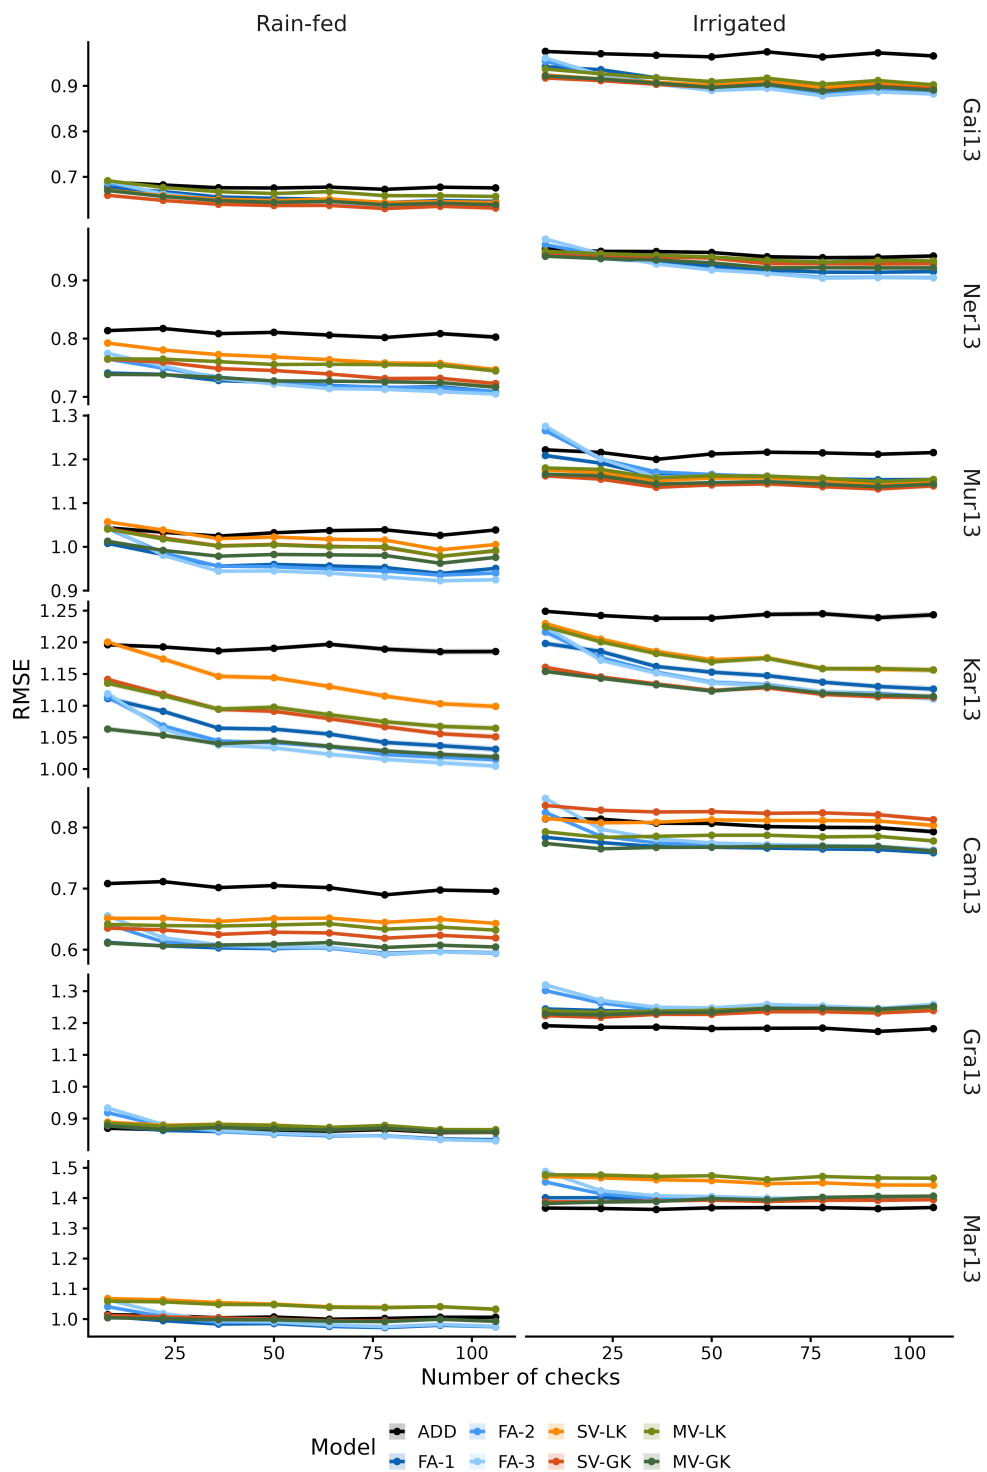 Rain-fed Irrigated
0.9
0.8
0.7
Gai13
0.9
0.8
0.7
Ner13
1.3
1.2
1.1
1.0
0.9
Mur13
1.25
1.20
1.15
1.10
1.05
1.00
Kar13
0.8
0.7
0.6
Cam13
1.3
1.2
1.1
1.0
0.9
Gra13
1.5
1.4
1.3
1.2
1.1
1.0
Mar13
RMSE
25 50 75 100 25 50 75 100
Number of checks
Model ADD FA-2 SV-LK MV-LK
FA-1 FA-3 SV-GK MV-GK